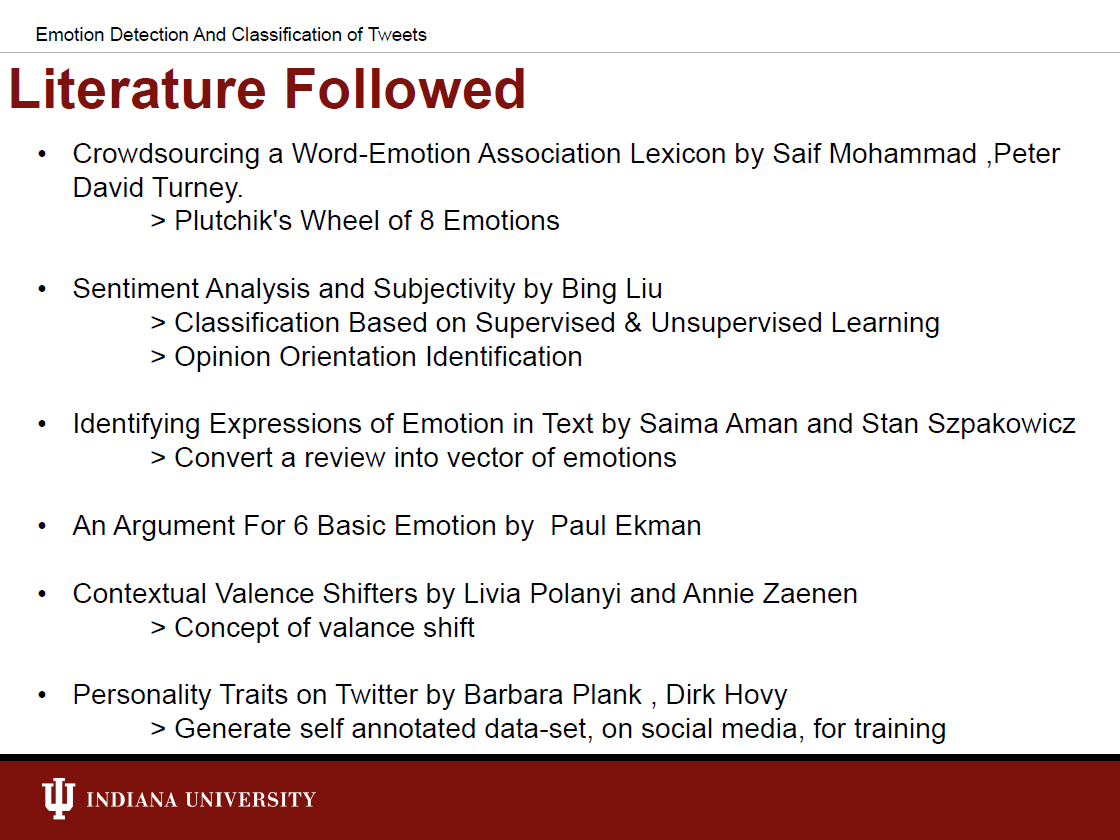 Emotion Detection And Classification of Tweets
Literature Followed
• Crowdsourcing a Word-Emotion Association Lexicon by Saif Mohammad ,Peter
David Turney.
> Plutchik's Wheel of 8 Emotions
• Sentiment Analysis and Subjectivity by Bing Liu
> Classification Based on Supervised & Unsupervised Learning
> Opinion Orientation Identification
• Identifying Expressions of Emotion in Text by Saima Aman and Stan Szpakowicz
> Convert a review into vector of emotions
• An Argument For 6 Basic Emotion by  Paul Ekman
• Contextual Valence Shifters by Livia Polanyi and Annie Zaenen
> Concept of valance shift
• Personality Traits on Twitter by Barbara Plank , Dirk Hovy
> Generate self annotated data-set, on social media, for training
INDIANA UNIVERSITY